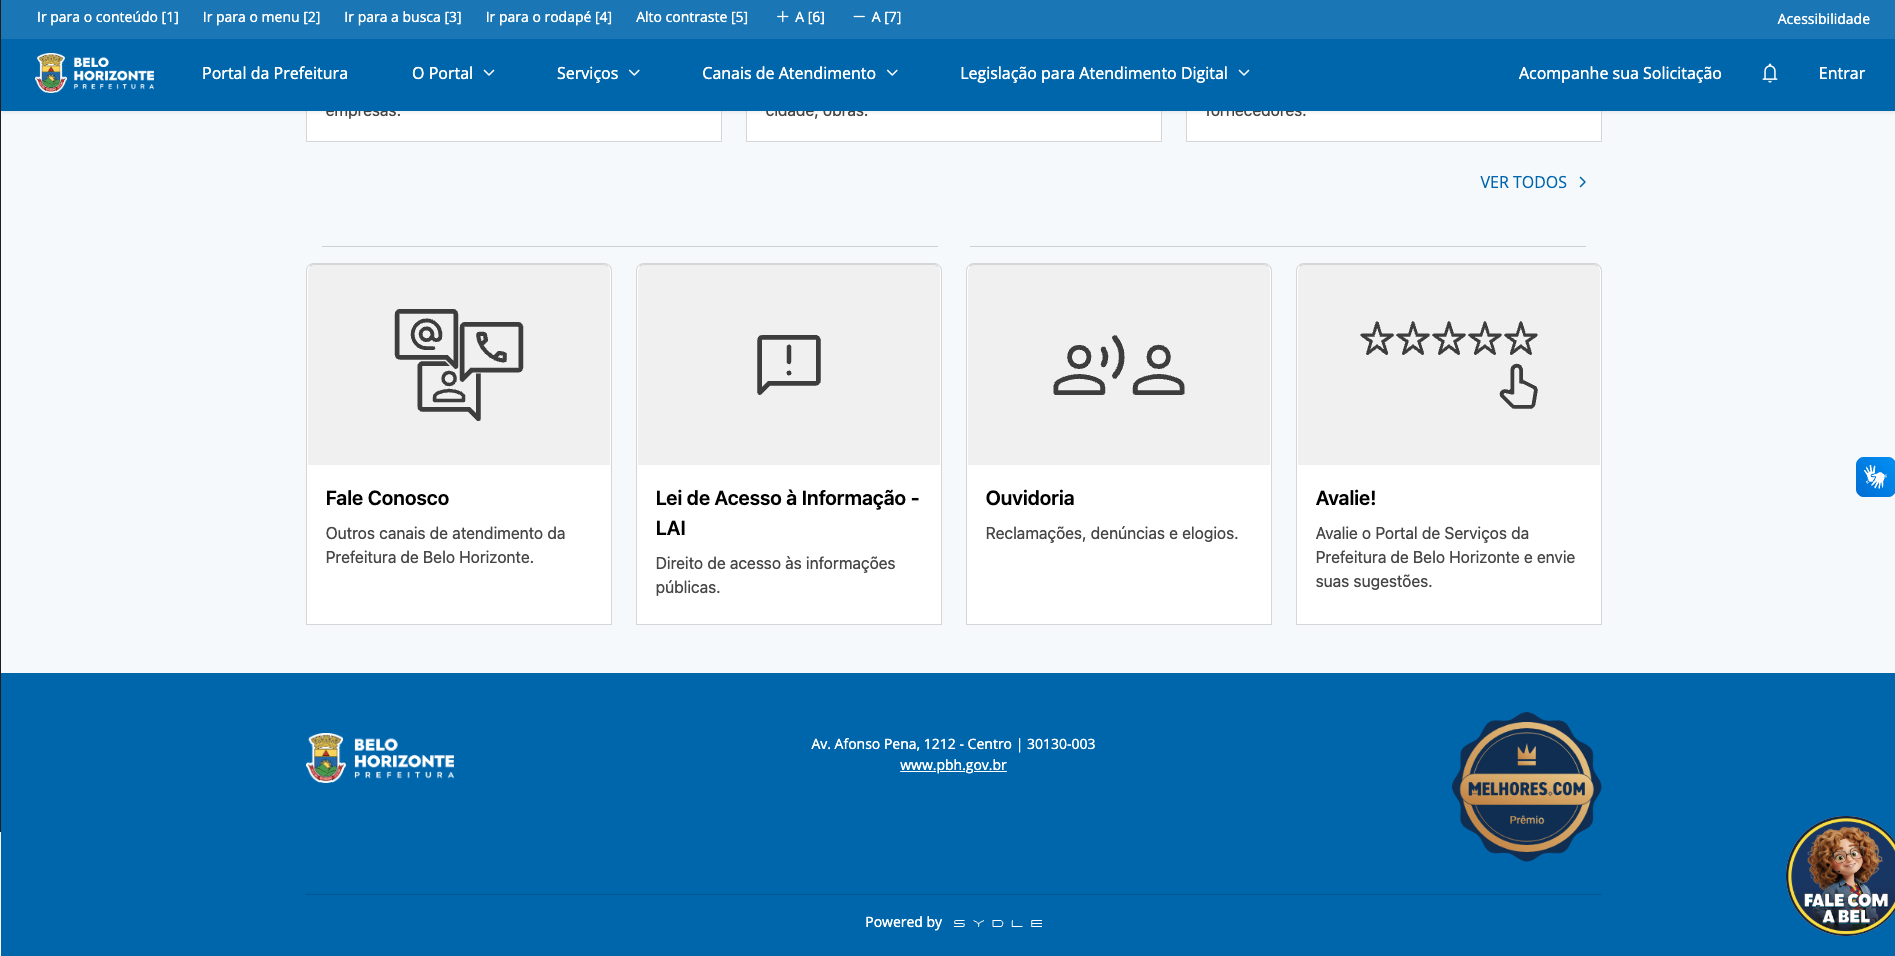 Ir para o conteúdo [1] Ir para o menu [2] Ir para a busca [3] Ir para o rodapé [4] Alto contraste [5] + A [6] − A [7] Acessibilidade
BELO
HORIZONTE
PREFEITURA
Portal da Prefeitura O Portal Serviços Canais de Atendimento Legislação para Atendimento Digital Acompanhe sua Solicitação Entrar
empresas. cidade, obras. fornecedores.
VER TODOS
Fale Conosco
Outros canais de atendimento da
Prefeitura de Belo Horizonte.
Lei de Acesso à Informação -
LAI
Direito de acesso às informações
públicas.
Ouvidoria
Reclamações, denúncias e elogios.
Avalie!
Avalie o Portal de Serviços da
Prefeitura de Belo Horizonte e envie
suas sugestões.
BELO
HORIZONTE
PREFEITURA
Av. Afonso Pena, 1212 - Centro | 30130-003
www.pbh.gov.br
MELHORES.COM
Prêmio
FALE COM
A BEL
Powered by SYDLE